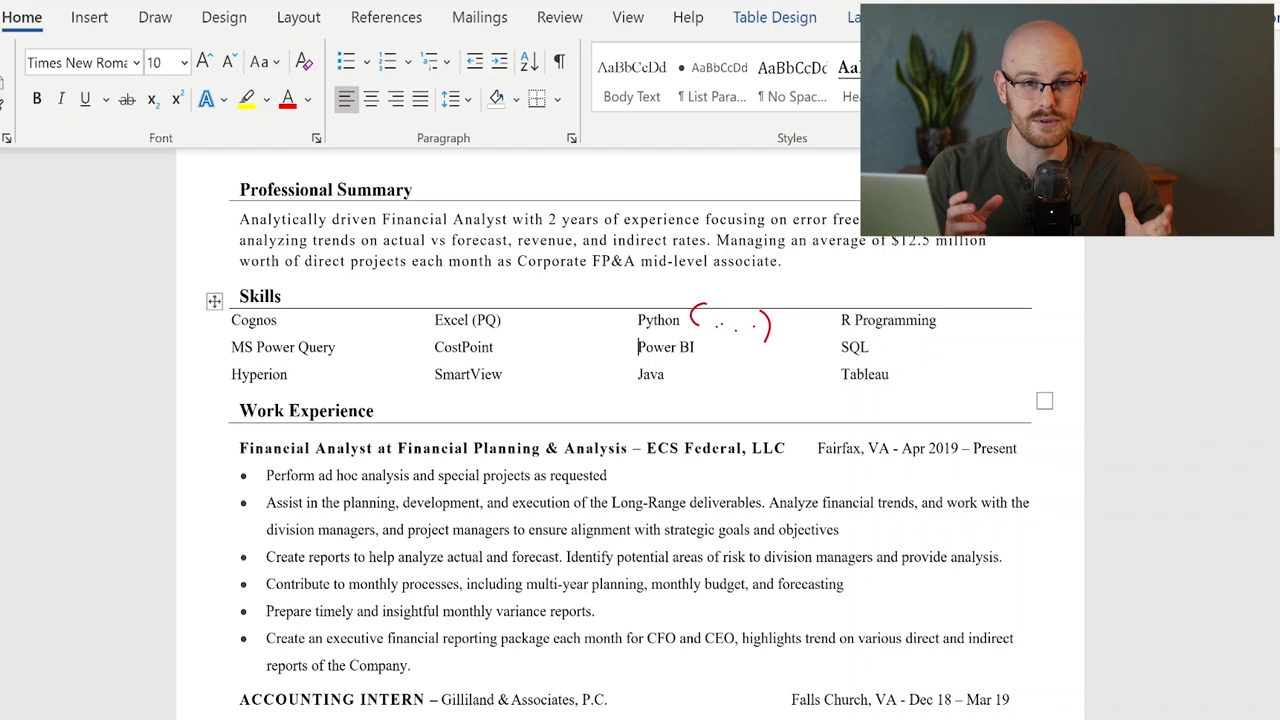 Home Insert Draw Design Layout References Mailings Review View Help Table Design La
Times New Roma 10 Aa
AaBbCcDd AaBbCcDd AaBbCcDc Aa
B I U ab x₂ x² A A
Body Text ¶ List Para... ¶ No Spac... He
Font Paragraph Styles
Professional Summary
Analytically driven Financial Analyst with 2 years of experience focusing on error free
analyzing trends on actual vs forecast, revenue, and indirect rates. Managing an average of $12.5 million
worth of direct projects each month as Corporate FP&A mid-level associate.
Skills
Cognos Excel (PQ) Python (....) R Programming
MS Power Query CostPoint Power BI SQL
Hyperion SmartView Java Tableau
Work Experience
Financial Analyst at Financial Planning & Analysis – ECS Federal, LLC Fairfax, VA - Apr 2019 – Present
• Perform ad hoc analysis and special projects as requested
• Assist in the planning, development, and execution of the Long-Range deliverables. Analyze financial trends, and work with the
division managers, and project managers to ensure alignment with strategic goals and objectives
• Create reports to help analyze actual and forecast. Identify potential areas of risk to division managers and provide analysis.
• Contribute to monthly processes, including multi-year planning, monthly budget, and forecasting
• Prepare timely and insightful monthly variance reports.
• Create an executive financial reporting package each month for CFO and CEO, highlights trend on various direct and indirect
reports of the Company.
ACCOUNTING INTERN – Gilliland & Associates, P.C. Falls Church, VA - Dec 18 – Mar 19